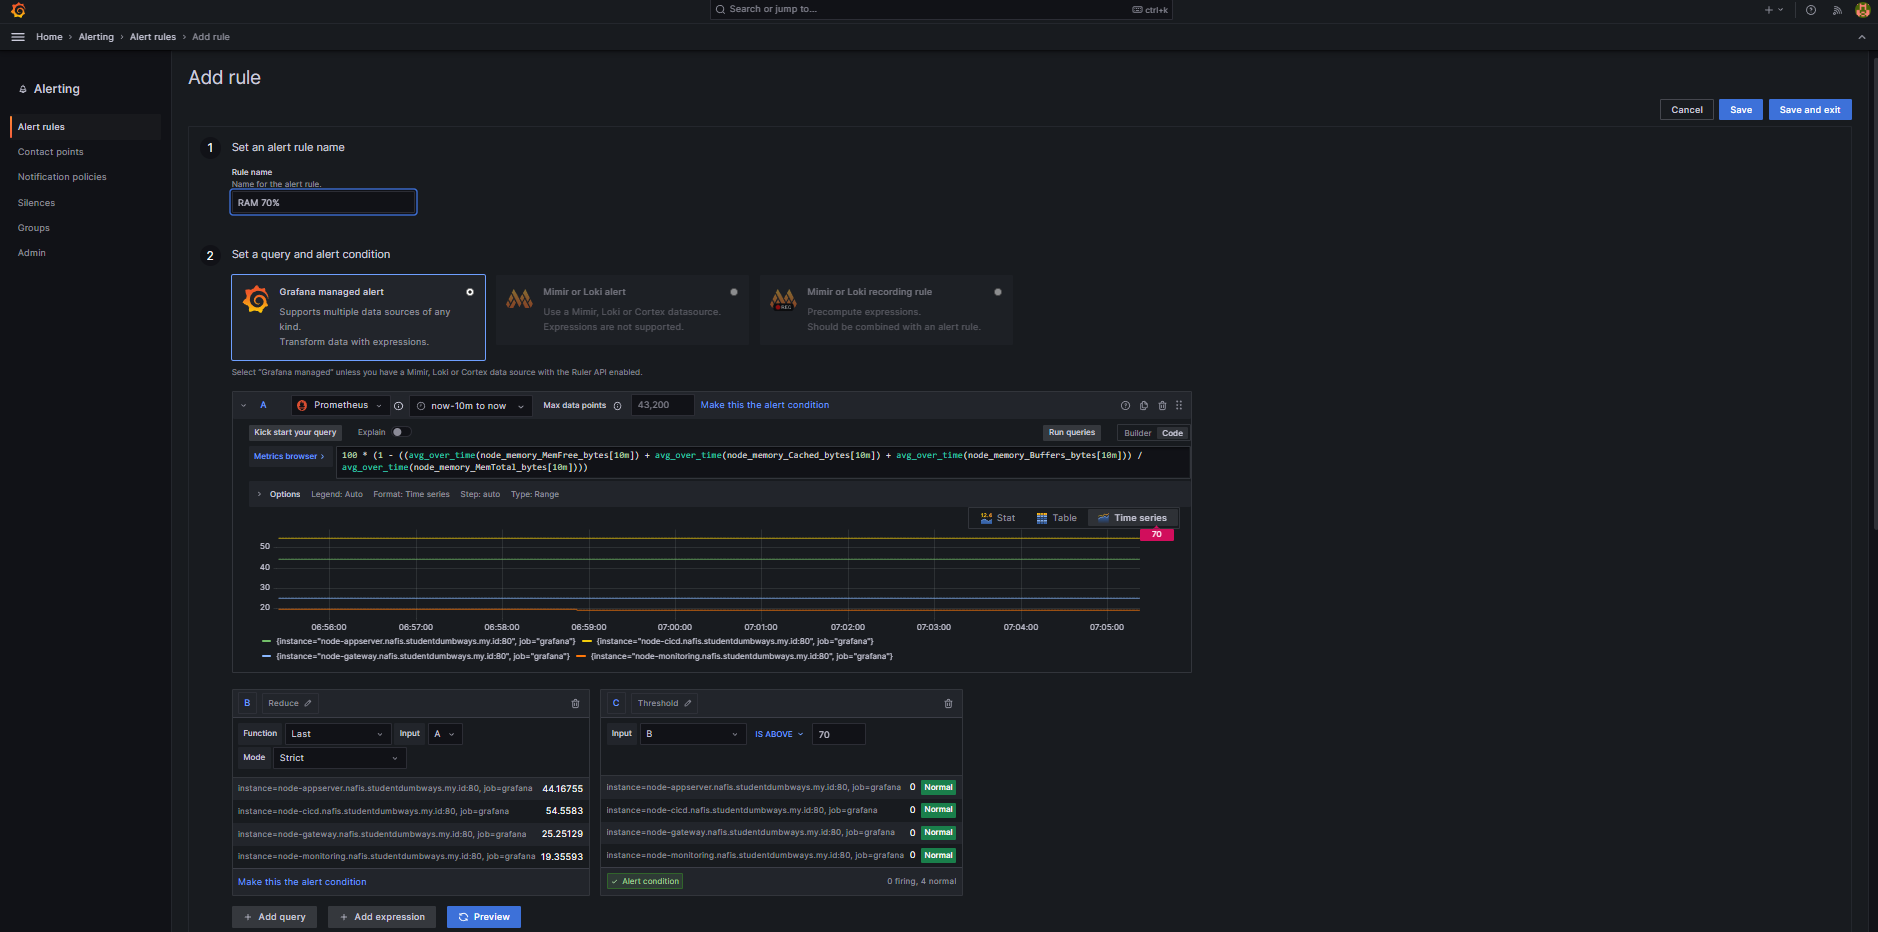 Search or jump to...
ctrl+k
Home › Alerting › Alert rules › Add rule
Alerting
Alert rules
Contact points
Notification policies
Silences
Groups
Admin
Add rule
Cancel Save Save and exit
1 Set an alert rule name
Rule name
Name for the alert rule.
RAM 70%
2 Set a query and alert condition
Grafana managed alert
Supports multiple data sources of any
kind.
Transform data with expressions.
Mimir or Loki alert
Use a Mimir, Loki or Cortex datasource.
Expressions are not supported.
REC
Mimir or Loki recording rule
Precompute expressions.
Should be combined with an alert rule.
Select "Grafana managed" unless you have a Mimir, Loki or Cortex data source with the Ruler API enabled.
A Prometheus now-10m to now Max data points 43,200 Make this the alert condition
Kick start your query Explain Run queries Builder Code
Metrics browser › 100 * (1 - ((avg_over_time(node_memory_MemFree_bytes[10m]) + avg_over_time(node_memory_Cached_bytes[10m]) + avg_over_time(node_memory_Buffers_bytes[10m])) /
avg_over_time(node_memory_MemTotal_bytes[10m])))
› Options Legend: Auto Format: Time series Step: auto Type: Range
12.4 Stat Table Time series
70
50
40
30
20
06:56:00 06:57:00 06:58:00 06:59:00 07:00:00 07:01:00 07:02:00 07:03:00 07:04:00 07:05:00
{instance="node-appserver.nafis.studentdumbways.my.id:80", job="grafana"} {instance="node-cicd.nafis.studentdumbways.my.id:80", job="grafana"}
{instance="node-gateway.nafis.studentdumbways.my.id:80", job="grafana"} {instance="node-monitoring.nafis.studentdumbways.my.id:80", job="grafana"}
B Reduce
Function Last Input A
Mode Strict
instance=node-appserver.nafis.studentdumbways.my.id:80, job=grafana 44.16755
instance=node-cicd.nafis.studentdumbways.my.id:80, job=grafana 54.5583
instance=node-gateway.nafis.studentdumbways.my.id:80, job=grafana 25.25129
instance=node-monitoring.nafis.studentdumbways.my.id:80, job=grafana 19.35593
Make this the alert condition
C Threshold
Input B IS ABOVE 70
instance=node-appserver.nafis.studentdumbways.my.id:80, job=grafana 0 Normal
instance=node-cicd.nafis.studentdumbways.my.id:80, job=grafana 0 Normal
instance=node-gateway.nafis.studentdumbways.my.id:80, job=grafana 0 Normal
instance=node-monitoring.nafis.studentdumbways.my.id:80, job=grafana 0 Normal
Alert condition 0 firing, 4 normal
+ Add query + Add expression Preview